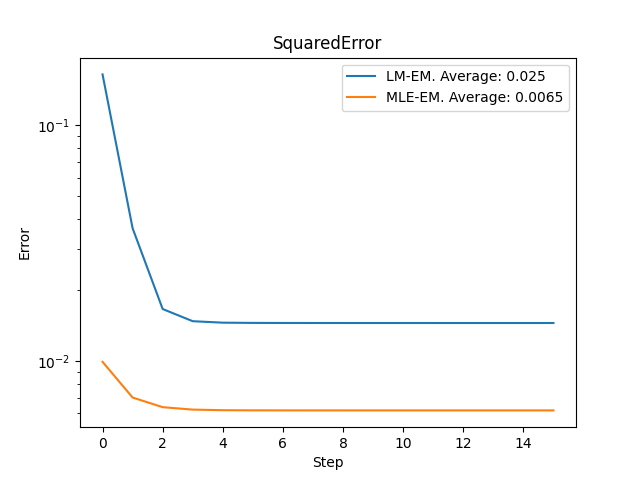 SquaredError
LM-EM. Average: 0.025
MLE-EM. Average: 0.0065
10⁻¹
10⁻²
Error
0 2 4 6 8 10 12 14
Step